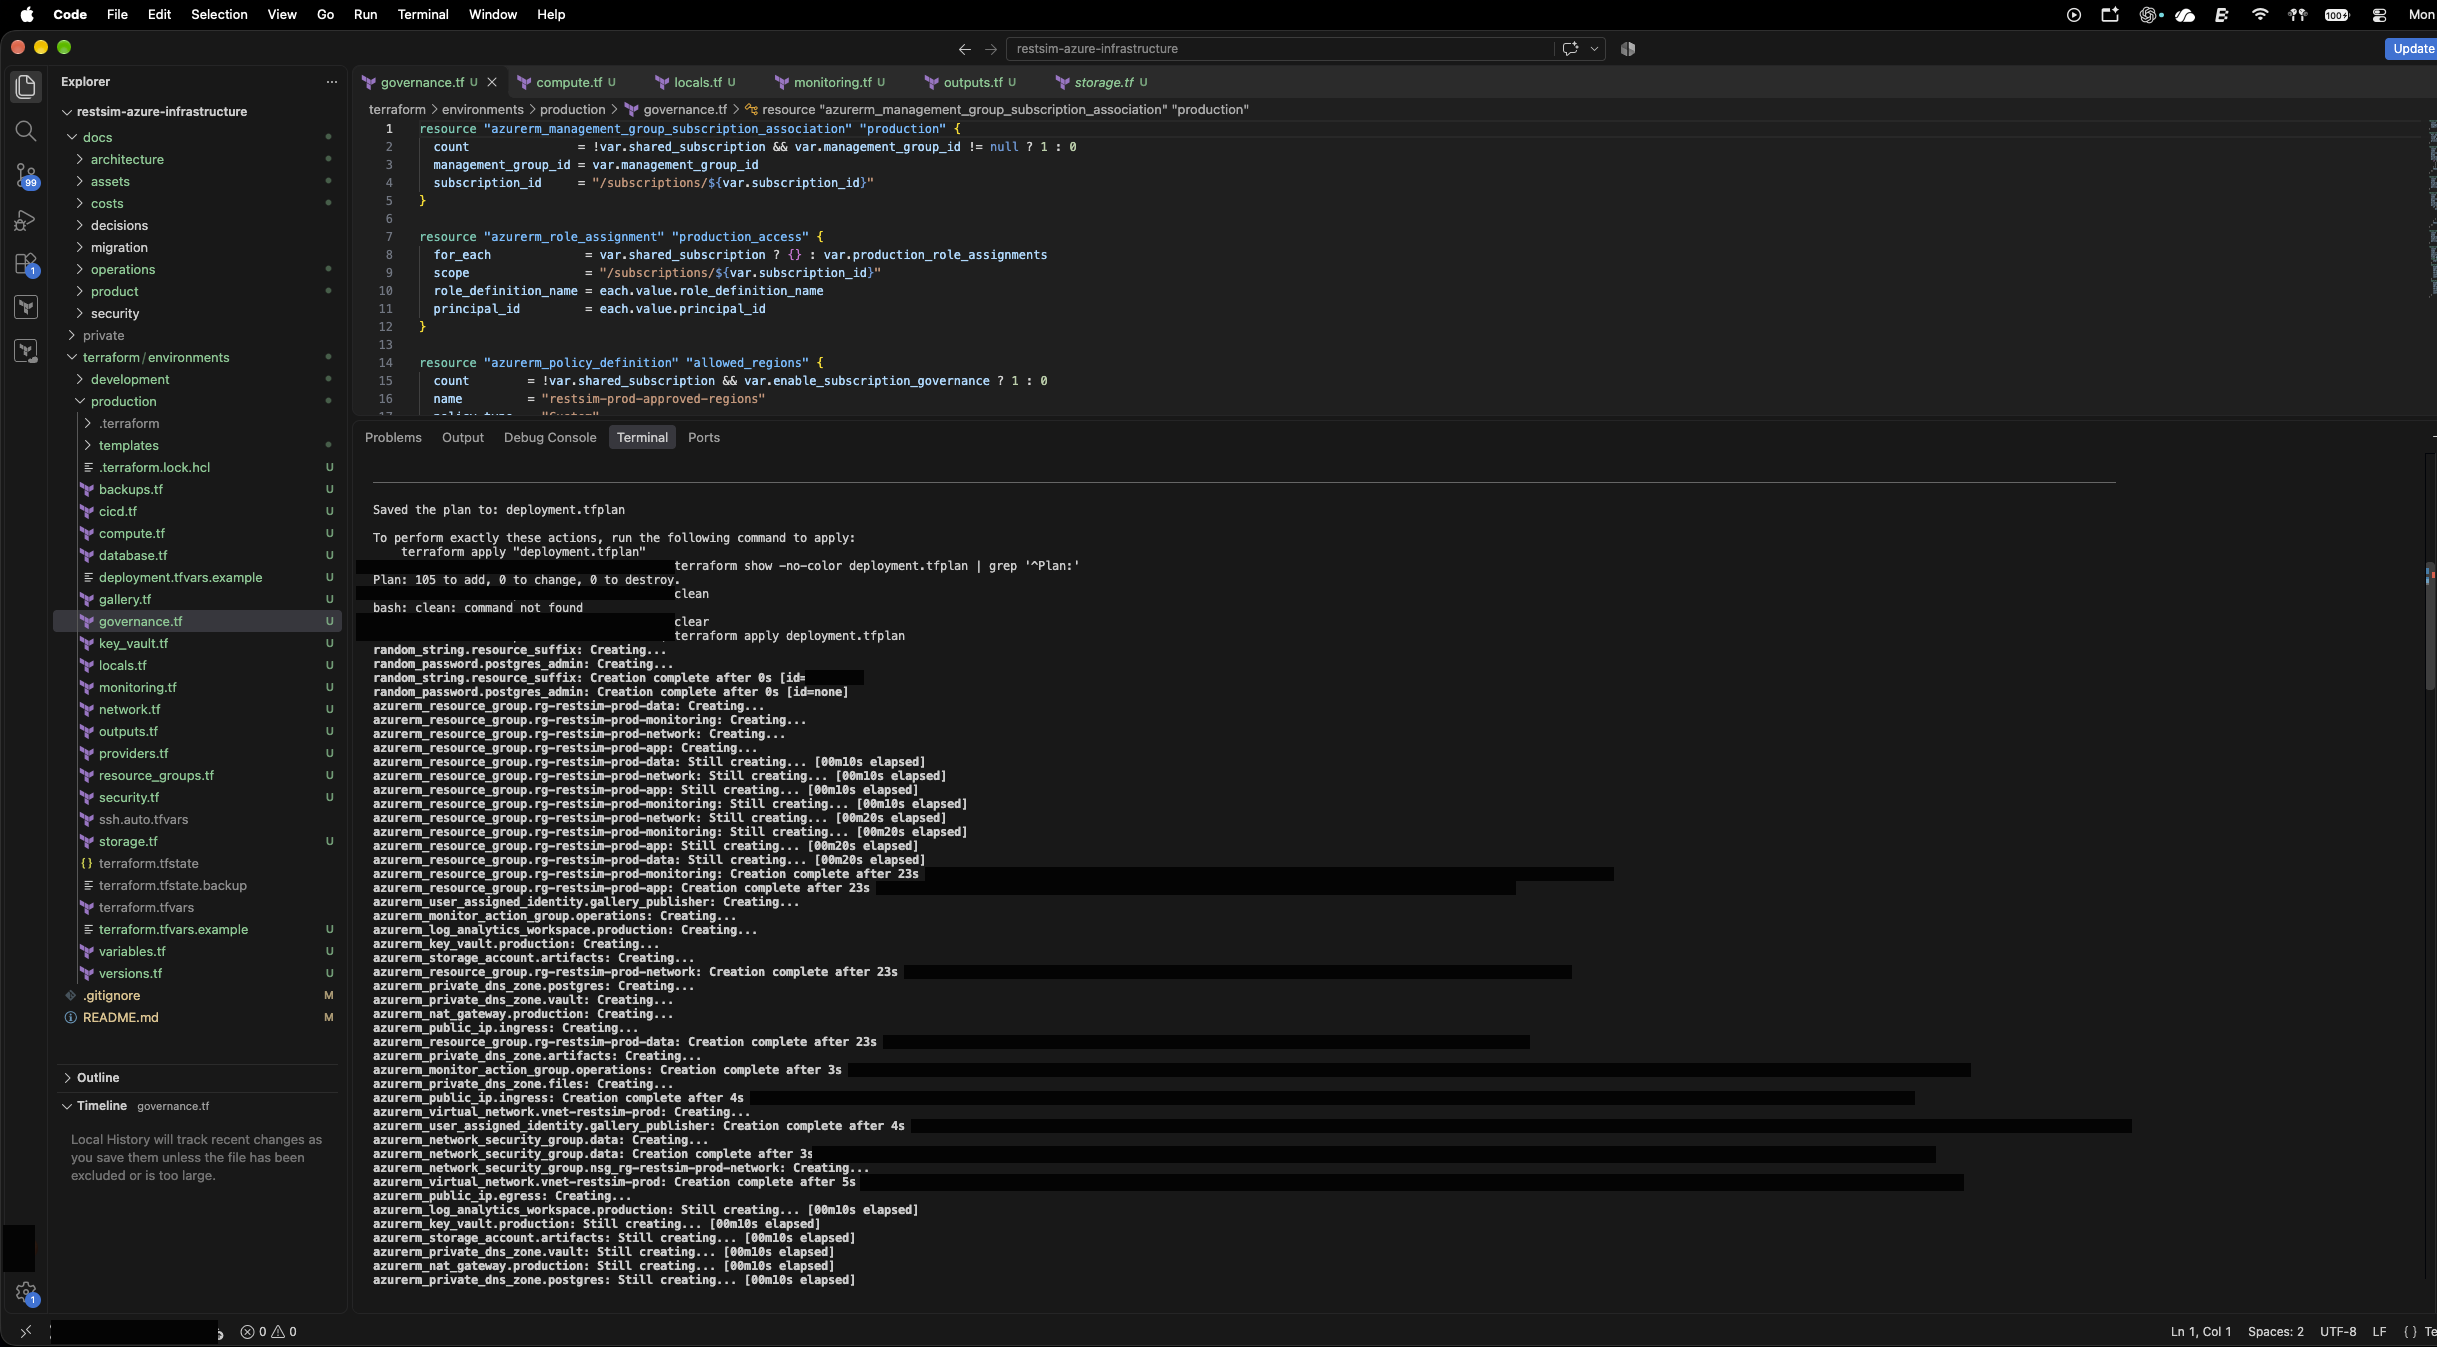 Code File Edit Selection View Go Run Terminal Window Help 100 Mon
restsim-azure-infrastructure Update
Explorer ...
restsim-azure-infrastructure
docs
architecture
assets
costs
99
decisions
migration
operations
1
product
security
private
terraform/environments
development
production
.terraform
templates
.terraform.lock.hcl U
backups.tf U
cicd.tf U
compute.tf U
database.tf U
deployment.tfvars.example U
gallery.tf U
governance.tf U
key_vault.tf U
locals.tf U
monitoring.tf U
network.tf U
outputs.tf U
providers.tf U
resource_groups.tf U
security.tf U
ssh.auto.tfvars
storage.tf U
{} terraform.tfstate
terraform.tfstate.backup
terraform.tfvars
terraform.tfvars.example U
variables.tf U
versions.tf U
.gitignore M
README.md M
Outline
Timeline governance.tf
Local History will track recent changes as
you save them unless the file has been
excluded or is too large.
1
governance.tf U compute.tf U locals.tf U monitoring.tf U outputs.tf U storage.tf U
terraform > environments > production > governance.tf > resource "azurerm_management_group_subscription_association" "production"
1 resource "azurerm_management_group_subscription_association" "production" {
2 count = !var.shared_subscription && var.management_group_id != null ? 1 : 0
3 management_group_id = var.management_group_id
4 subscription_id = "/subscriptions/${var.subscription_id}"
5 }
6
7 resource "azurerm_role_assignment" "production_access" {
8 for_each = var.shared_subscription ? {} : var.production_role_assignments
9 scope = "/subscriptions/${var.subscription_id}"
10 role_definition_name = each.value.role_definition_name
11 principal_id = each.value.principal_id
12 }
13
14 resource "azurerm_policy_definition" "allowed_regions" {
15 count = !var.shared_subscription && var.enable_subscription_governance ? 1 : 0
16 name = "restsim-prod-approved-regions"
Problems Output Debug Console Terminal Ports
Saved the plan to: deployment.tfplan
To perform exactly these actions, run the following command to apply:
terraform apply "deployment.tfplan"
terraform show -no-color deployment.tfplan | grep '^Plan:'
Plan: 105 to add, 0 to change, 0 to destroy.
clean
bash: clean: command not found
clear
terraform apply deployment.tfplan
random_string.resource_suffix: Creating...
random_password.postgres_admin: Creating...
random_string.resource_suffix: Creation complete after 0s [id=
random_password.postgres_admin: Creation complete after 0s [id=none]
azurerm_resource_group.rg-restsim-prod-data: Creating...
azurerm_resource_group.rg-restsim-prod-monitoring: Creating...
azurerm_resource_group.rg-restsim-prod-network: Creating...
azurerm_resource_group.rg-restsim-prod-app: Creating...
azurerm_resource_group.rg-restsim-prod-data: Still creating... [00m10s elapsed]
azurerm_resource_group.rg-restsim-prod-network: Still creating... [00m10s elapsed]
azurerm_resource_group.rg-restsim-prod-app: Still creating... [00m10s elapsed]
azurerm_resource_group.rg-restsim-prod-monitoring: Still creating... [00m10s elapsed]
azurerm_resource_group.rg-restsim-prod-network: Still creating... [00m20s elapsed]
azurerm_resource_group.rg-restsim-prod-monitoring: Still creating... [00m20s elapsed]
azurerm_resource_group.rg-restsim-prod-app: Still creating... [00m20s elapsed]
azurerm_resource_group.rg-restsim-prod-data: Still creating... [00m20s elapsed]
azurerm_resource_group.rg-restsim-prod-monitoring: Creation complete after 23s
azurerm_resource_group.rg-restsim-prod-app: Creation complete after 23s
azurerm_user_assigned_identity.gallery_publisher: Creating...
azurerm_monitor_action_group.operations: Creating...
azurerm_log_analytics_workspace.production: Creating...
azurerm_key_vault.production: Creating...
azurerm_storage_account.artifacts: Creating...
azurerm_resource_group.rg-restsim-prod-network: Creation complete after 23s
azurerm_private_dns_zone.postgres: Creating...
azurerm_private_dns_zone.vault: Creating...
azurerm_nat_gateway.production: Creating...
azurerm_public_ip.ingress: Creating...
azurerm_resource_group.rg-restsim-prod-data: Creation complete after 23s
azurerm_private_dns_zone.artifacts: Creating...
azurerm_monitor_action_group.operations: Creation complete after 3s
azurerm_private_dns_zone.files: Creating...
azurerm_public_ip.ingress: Creation complete after 4s
azurerm_virtual_network.vnet-restsim-prod: Creating...
azurerm_user_assigned_identity.gallery_publisher: Creation complete after 4s
azurerm_network_security_group.data: Creating...
azurerm_network_security_group.data: Creation complete after 3s
azurerm_network_security_group.nsg_rg-restsim-prod-network: Creating...
azurerm_virtual_network.vnet-restsim-prod: Creation complete after 5s
azurerm_public_ip.egress: Creating...
azurerm_log_analytics_workspace.production: Still creating... [00m10s elapsed]
azurerm_key_vault.production: Still creating... [00m10s elapsed]
azurerm_storage_account.artifacts: Still creating... [00m10s elapsed]
azurerm_private_dns_zone.vault: Still creating... [00m10s elapsed]
azurerm_nat_gateway.production: Still creating... [00m10s elapsed]
azurerm_private_dns_zone.postgres: Still creating... [00m10s elapsed]
0 0 Ln 1, Col 1 Spaces: 2 UTF-8 LF {} Te